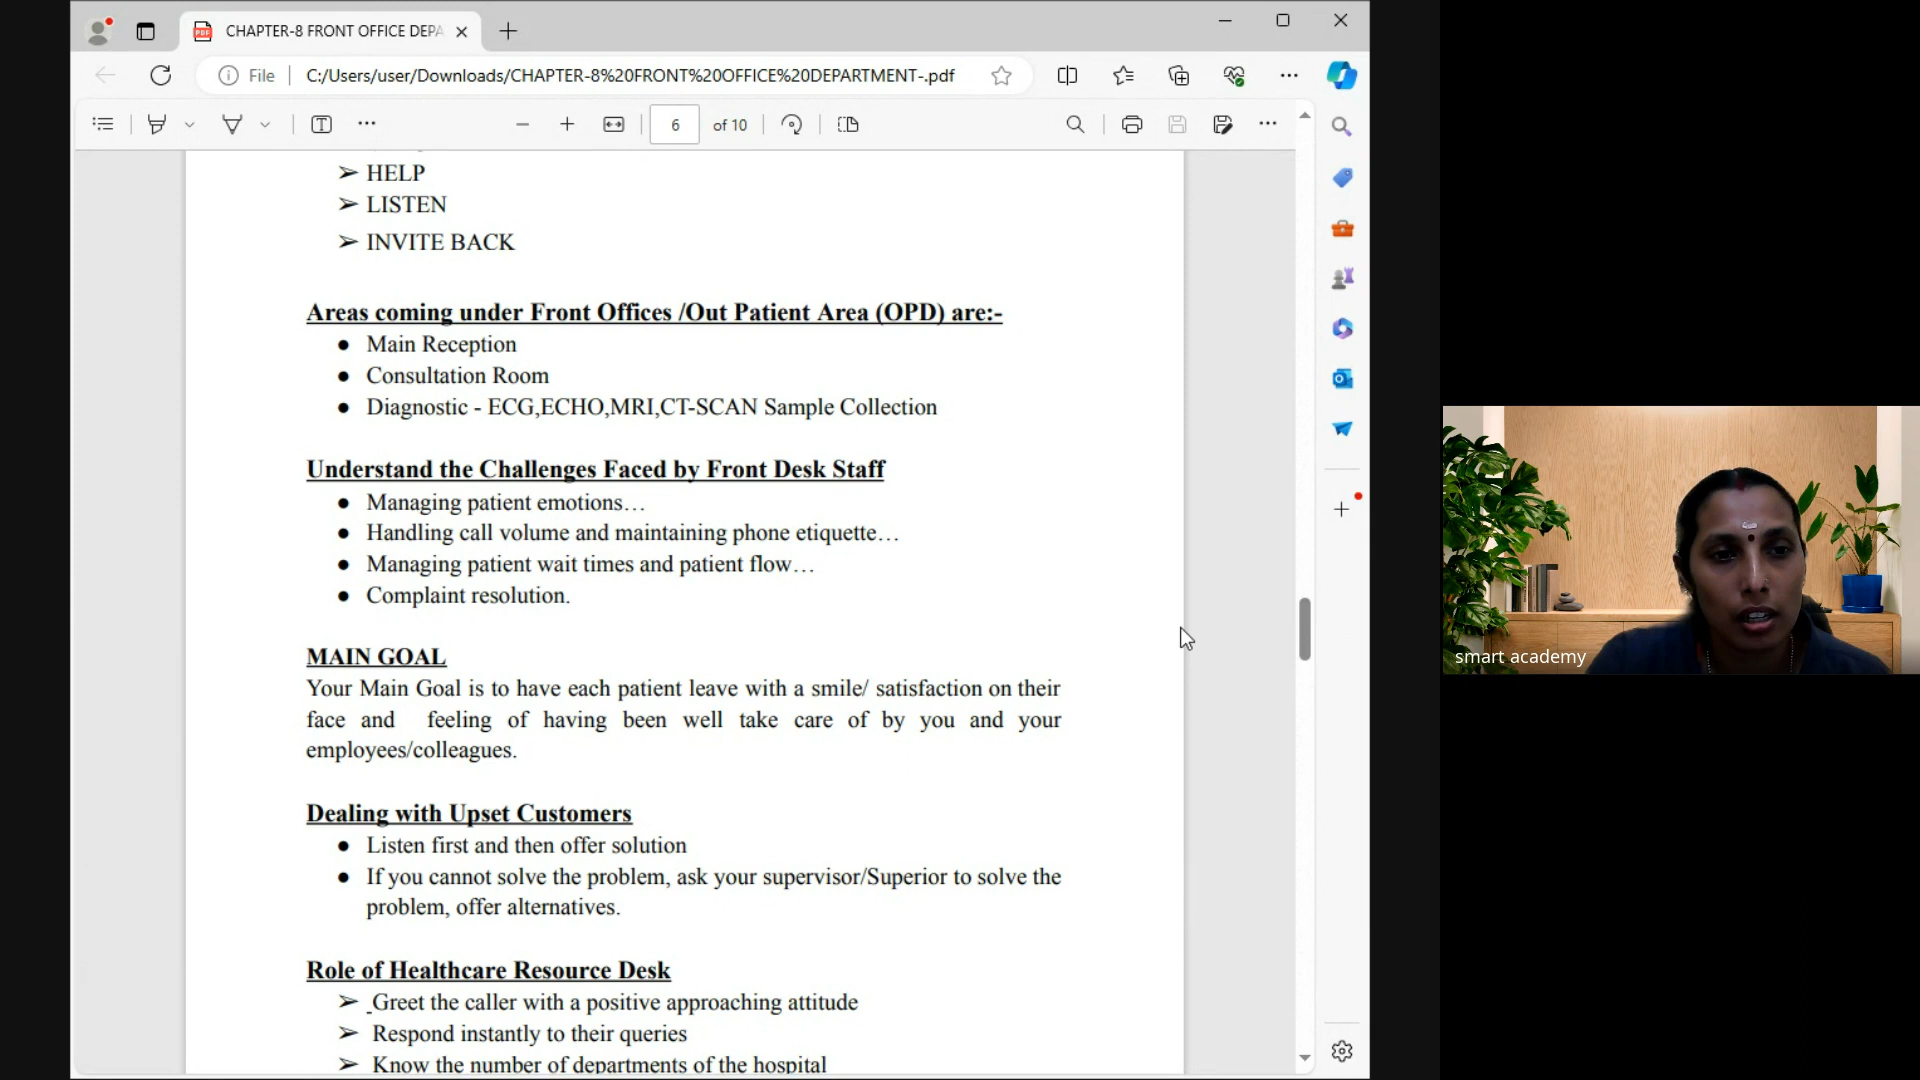 CHAPTER-8 FRONT OFFICE DEPA
File
C:/Users/user/Downloads/CHAPTER-8%20FRONT%20OFFICE%20DEPARTMENT-.pdf
6 of 10
➢ HELP
➢ LISTEN
➢ INVITE BACK
Areas coming under Front Offices /Out Patient Area (OPD) are:-
● Main Reception
● Consultation Room
● Diagnostic - ECG,ECHO,MRI,CT-SCAN Sample Collection
Understand the Challenges Faced by Front Desk Staff
● Managing patient emotions…
● Handling call volume and maintaining phone etiquette…
● Managing patient wait times and patient flow…
● Complaint resolution.
MAIN GOAL
Your Main Goal is to have each patient leave with a smile/ satisfaction on their
face and feeling of having been well take care of by you and your
employees/colleagues.
Dealing with Upset Customers
● Listen first and then offer solution
● If you cannot solve the problem, ask your supervisor/Superior to solve the
problem, offer alternatives.
Role of Healthcare Resource Desk
➢ Greet the caller with a positive approaching attitude
➢ Respond instantly to their queries
➢ Know the number of departments of the hospital
smart academy